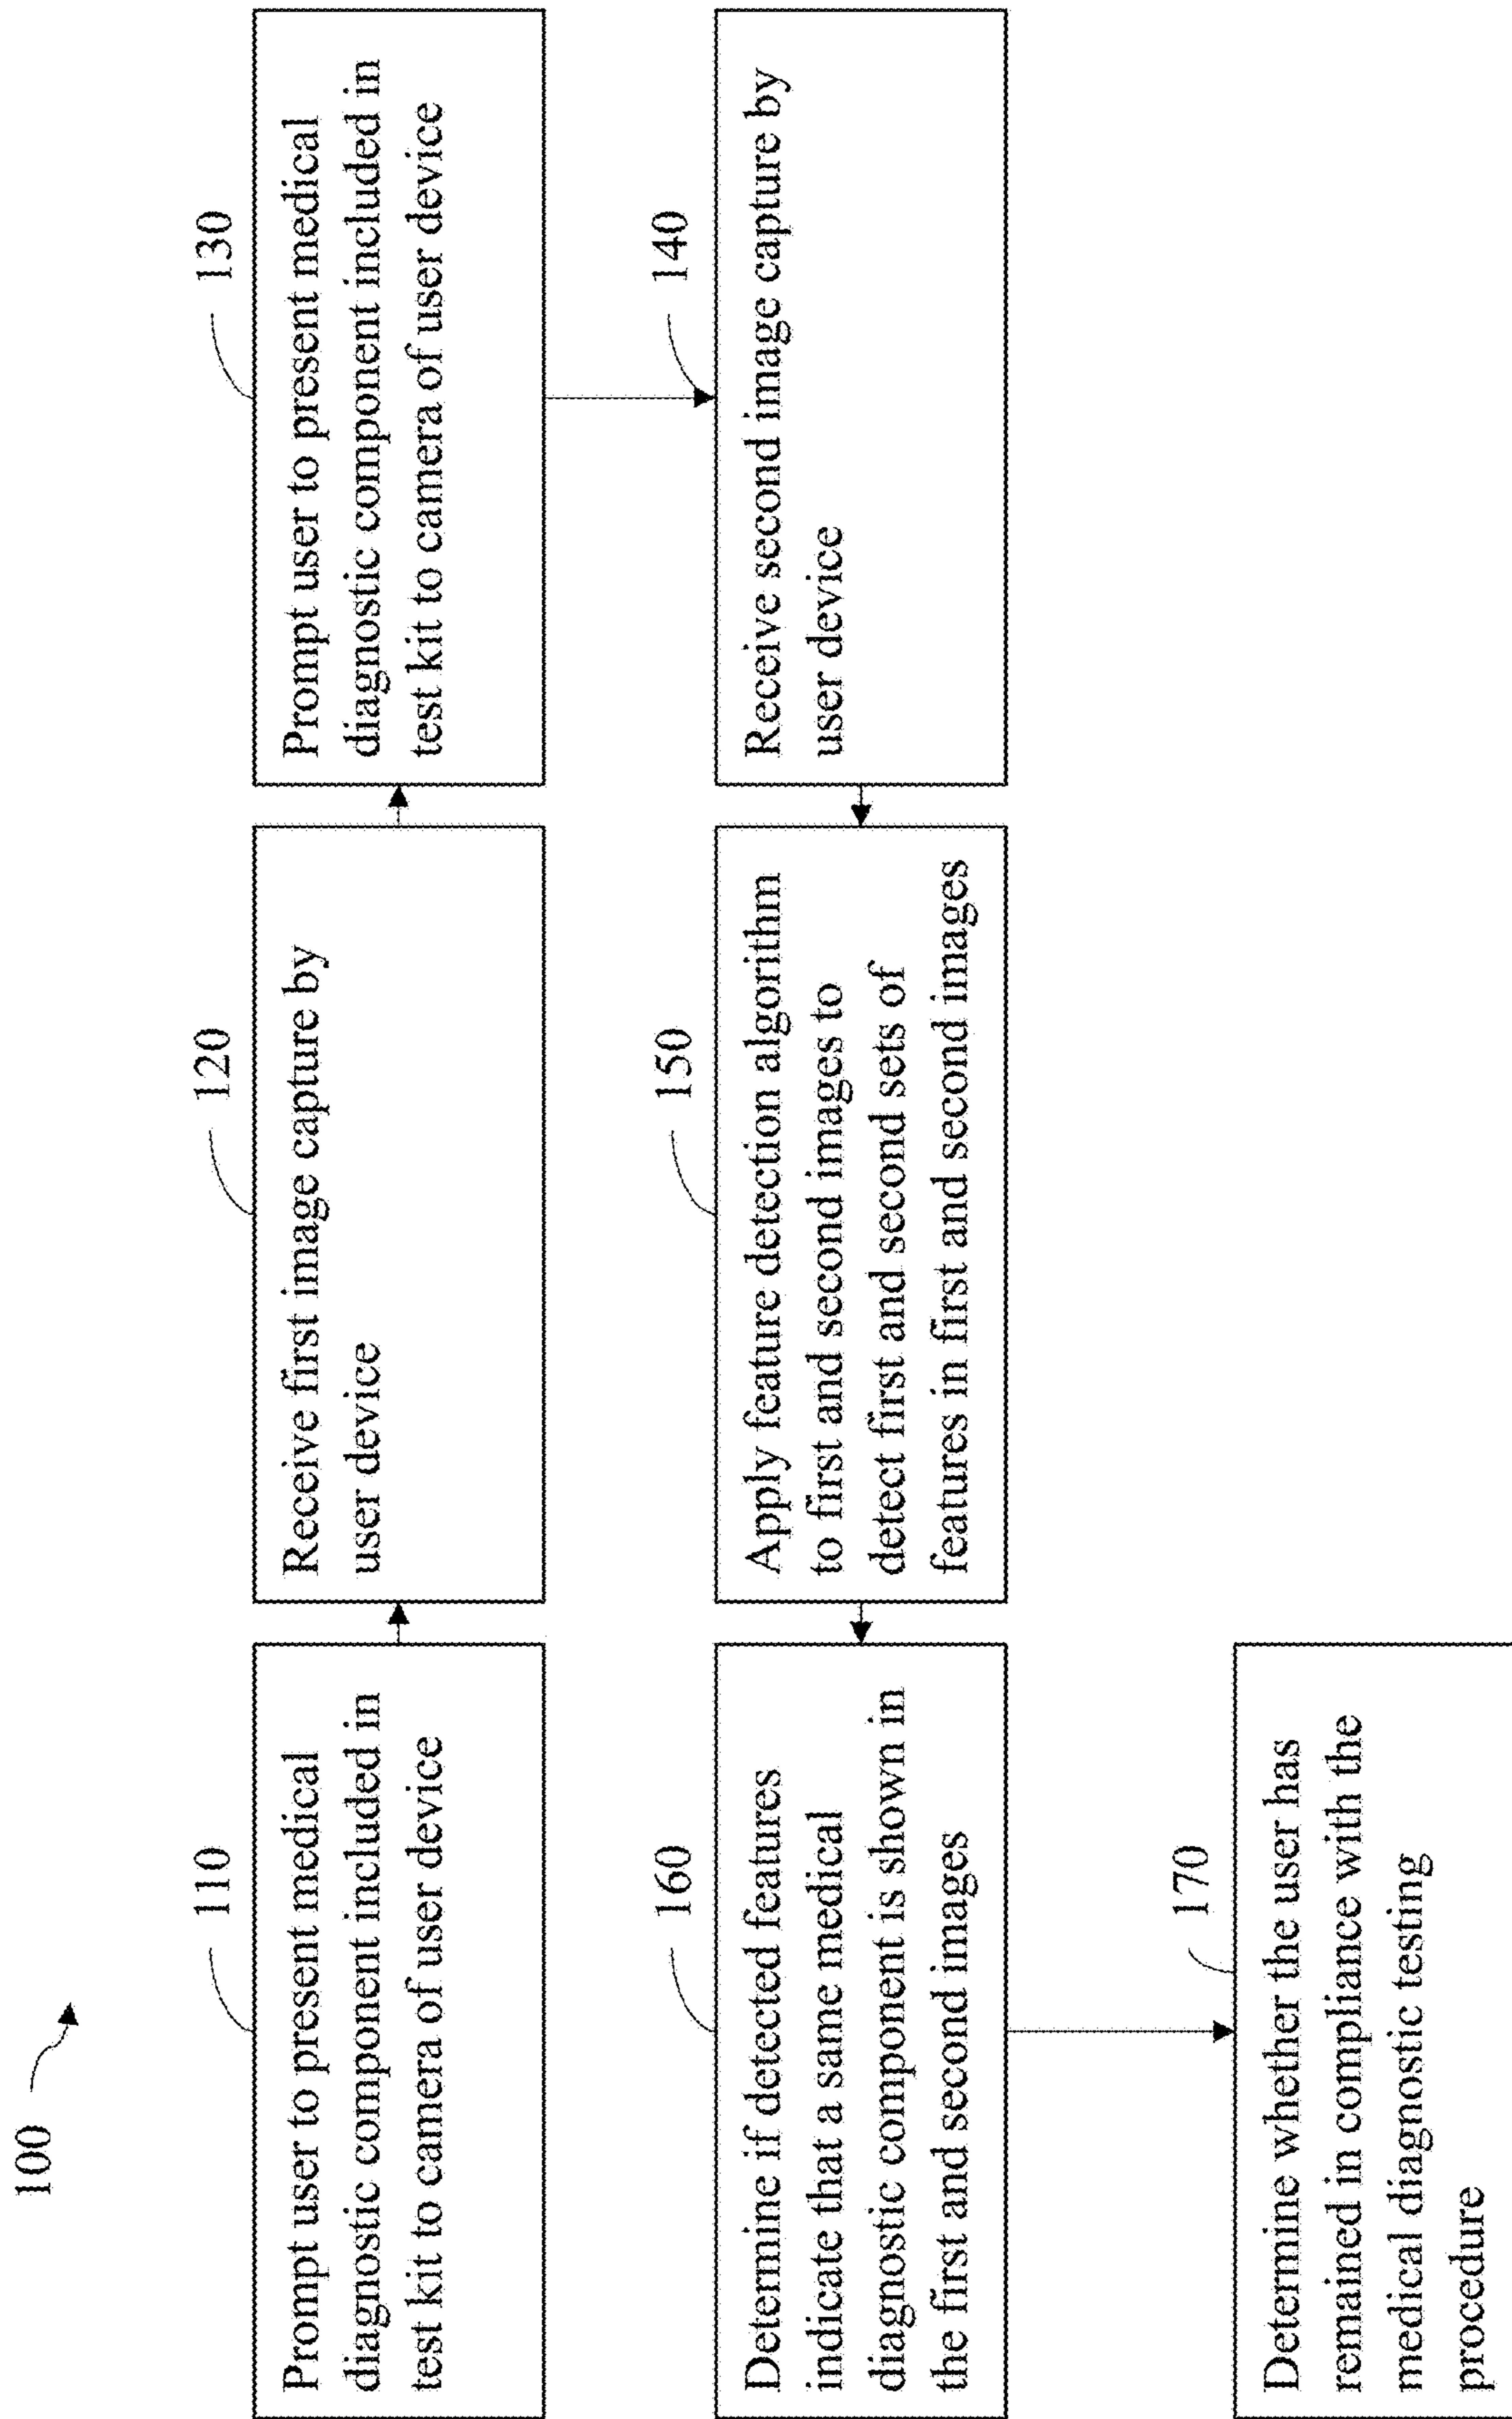 100
110
Prompt user to present medical
diagnostic component included in
test kit to camera of user device
120
Receive first image capture by
user device
130
Prompt user to present medical
diagnostic component included in
test kit to camera of user device
140
Receive second image capture by
user device
150
Apply feature detection algorithm
to first and second images to
detect first and second sets of
features in first and second images
160
Determine if detected features
indicate that a same medical
diagnostic component is shown in
the first and second images
170
Determine whether the user has
remained in compliance with the
medical diagnostic testing
procedure